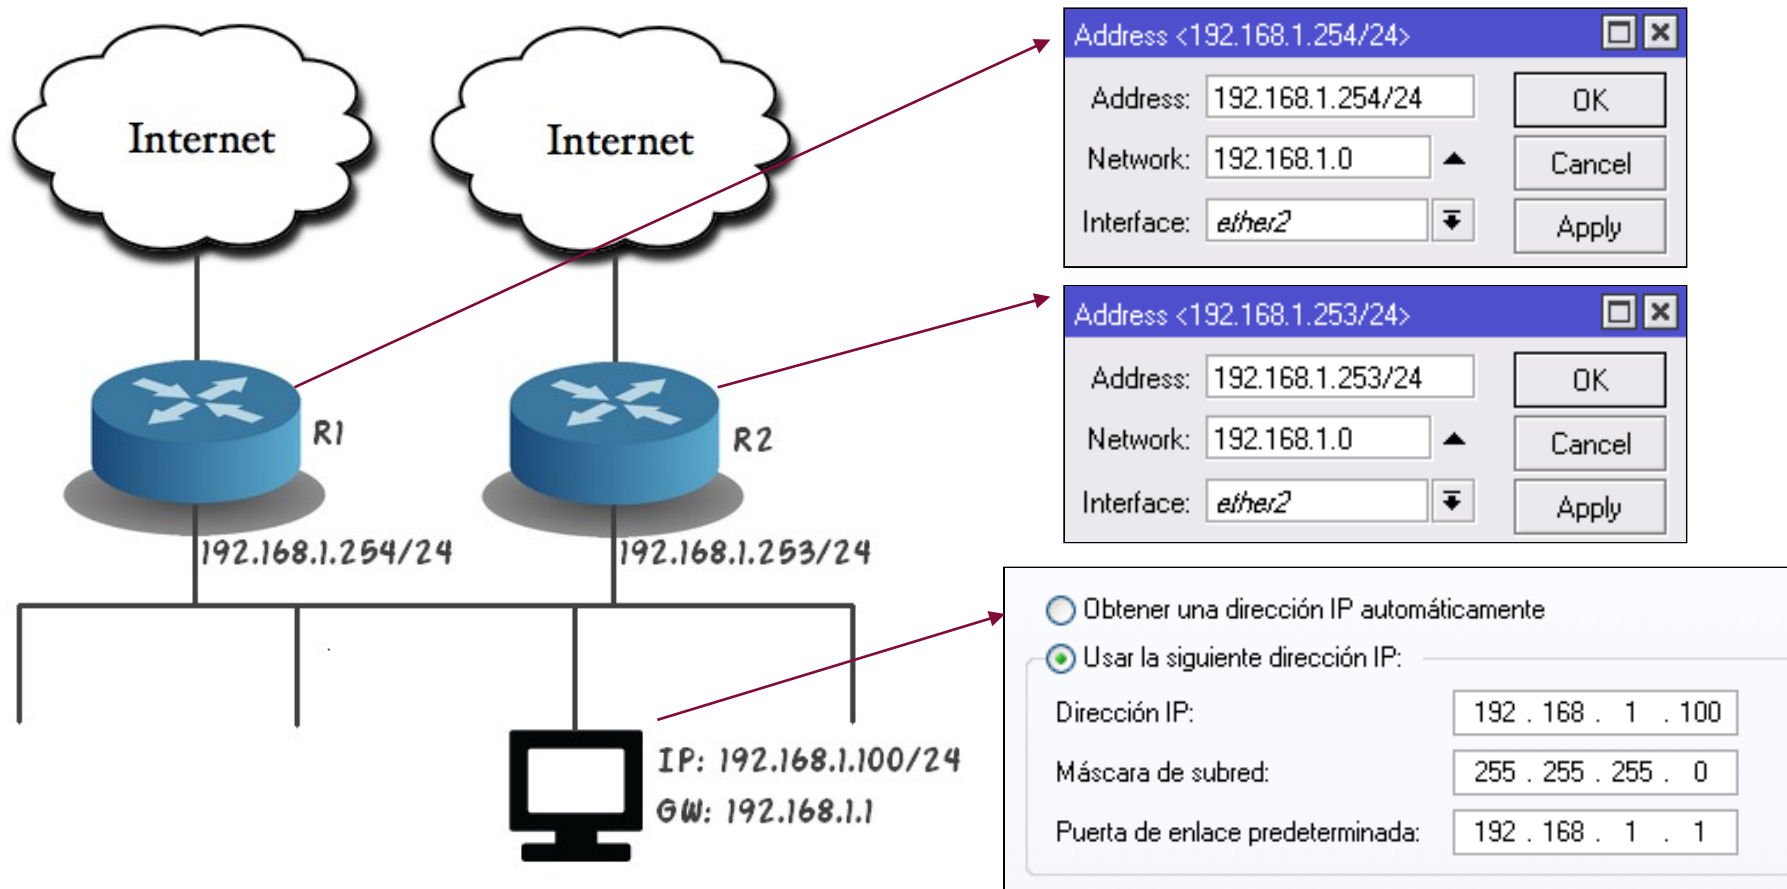 Internet
Internet
R1
R2
192.168.1.254/24
192.168.1.253/24
IP: 192.168.1.100/24
GW: 192.168.1.1
Address <192.168.1.254/24>
Address: 192.168.1.254/24
OK
Network: 192.168.1.0
Cancel
Interface: ether2
Apply
Address <192.168.1.253/24>
Address: 192.168.1.253/24
OK
Network: 192.168.1.0
Cancel
Interface: ether2
Apply
Obtener una dirección IP automáticamente
Usar la siguiente dirección IP:
Dirección IP: 192 . 168 . 1 . 100
Máscara de subred: 255 . 255 . 255 . 0
Puerta de enlace predeterminada: 192 . 168 . 1 . 1